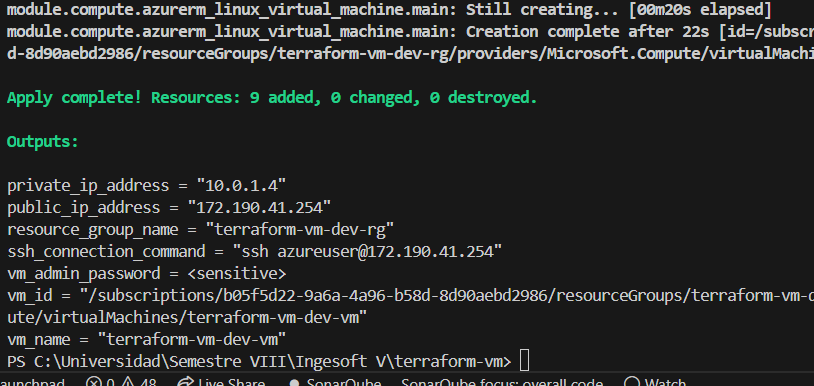 module.compute.azurerm_linux_virtual_machine.main: Still creating... [00m20s elapsed]
module.compute.azurerm_linux_virtual_machine.main: Creation complete after 22s [id=/subscr
d-8d90aebd2986/resourceGroups/terraform-vm-dev-rg/providers/Microsoft.Compute/virtualMachi
Apply complete! Resources: 9 added, 0 changed, 0 destroyed.
Outputs:
private_ip_address = "10.0.1.4"
public_ip_address = "172.190.41.254"
resource_group_name = "terraform-vm-dev-rg"
ssh_connection_command = "ssh azureuser@172.190.41.254"
vm_admin_password = <sensitive>
vm_id = "/subscriptions/b05f5d22-9a6a-4a96-b58d-8d90aebd2986/resourceGroups/terraform-vm-d
ute/virtualMachines/terraform-vm-dev-vm"
vm_name = "terraform-vm-dev-vm"
PS C:\Universidad\Semestre VIII\Ingesoft V\terraform-vm>
aunchpad 0 48 Live Share SonarQube SonarQube focus: overall code Watch